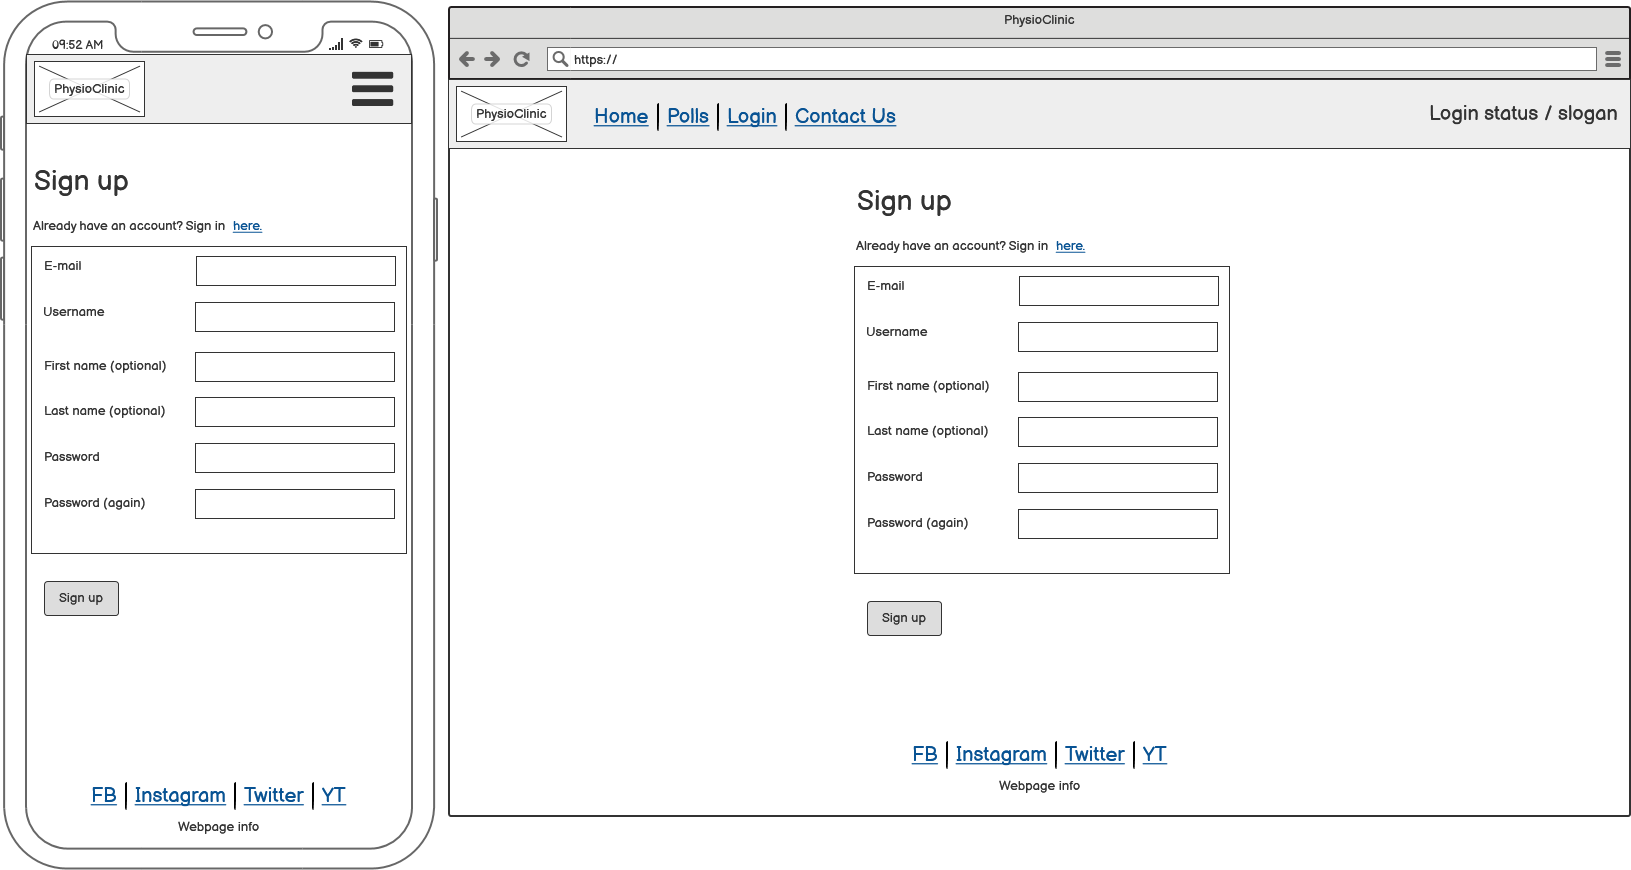 09:52 AM
PhysioClinic
Sign up
Already have an account? Sign in here.
E-mail
Username
First name (optional)
Last name (optional)
Password
Password (again)
Sign up
FB Instagram Twitter YT
Webpage info
PhysioClinic
https://
PhysioClinic
Home Polls Login Contact Us
Login status / slogan
Sign up
Already have an account? Sign in here.
E-mail
Username
First name (optional)
Last name (optional)
Password
Password (again)
Sign up
FB Instagram Twitter YT
Webpage info